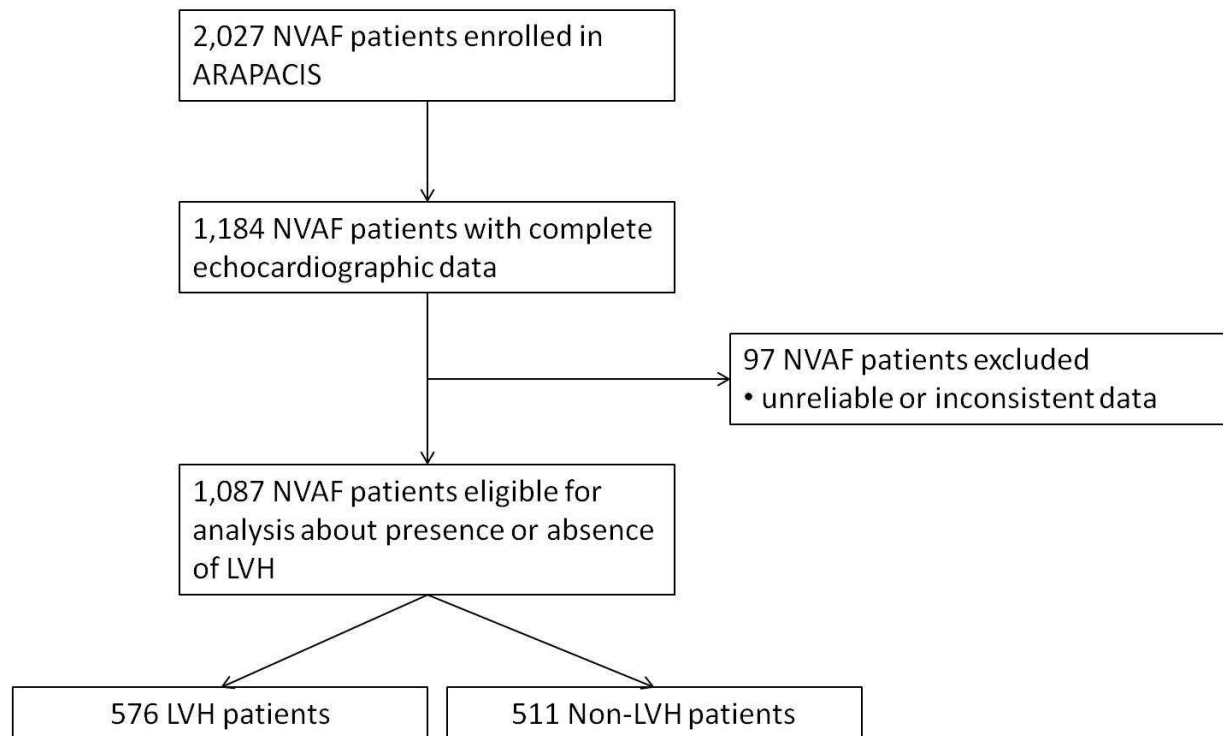 2,027 NVAF patients enrolled in
ARAPACIS
1,184 NVAF patients with complete
echocardiographic data
97 NVAF patients excluded
• unreliable or inconsistent data
1,087 NVAF patients eligible for
analysis about presence or absence
of LVH
576 LVH patients
511 Non-LVH patients